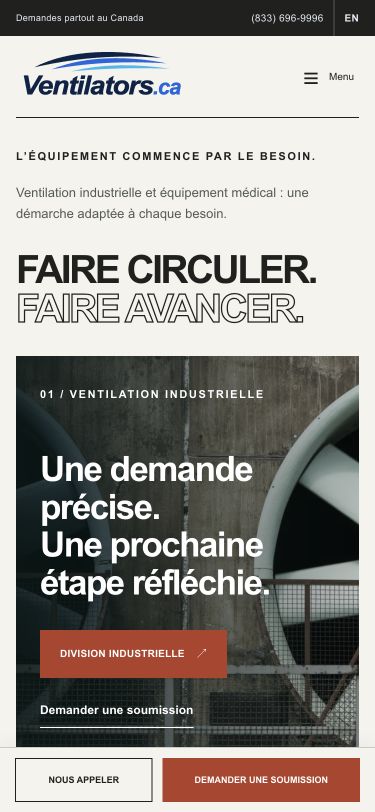 Demandes partout au Canada
(833) 696-9996
EN
Ventilators.ca
Menu
L'ÉQUIPEMENT COMMENCE PAR LE BESOIN.
Ventilation industrielle et équipement médical : une
démarche adaptée à chaque besoin.
FAIRE CIRCULER.
FAIRE AVANCER.
01 / VENTILATION INDUSTRIELLE
Une demande
précise.
Une prochaine
étape réfléchie.
DIVISION INDUSTRIELLE ↗
Demander une soumission
NOUS APPELER
DEMANDER UNE SOUMISSION